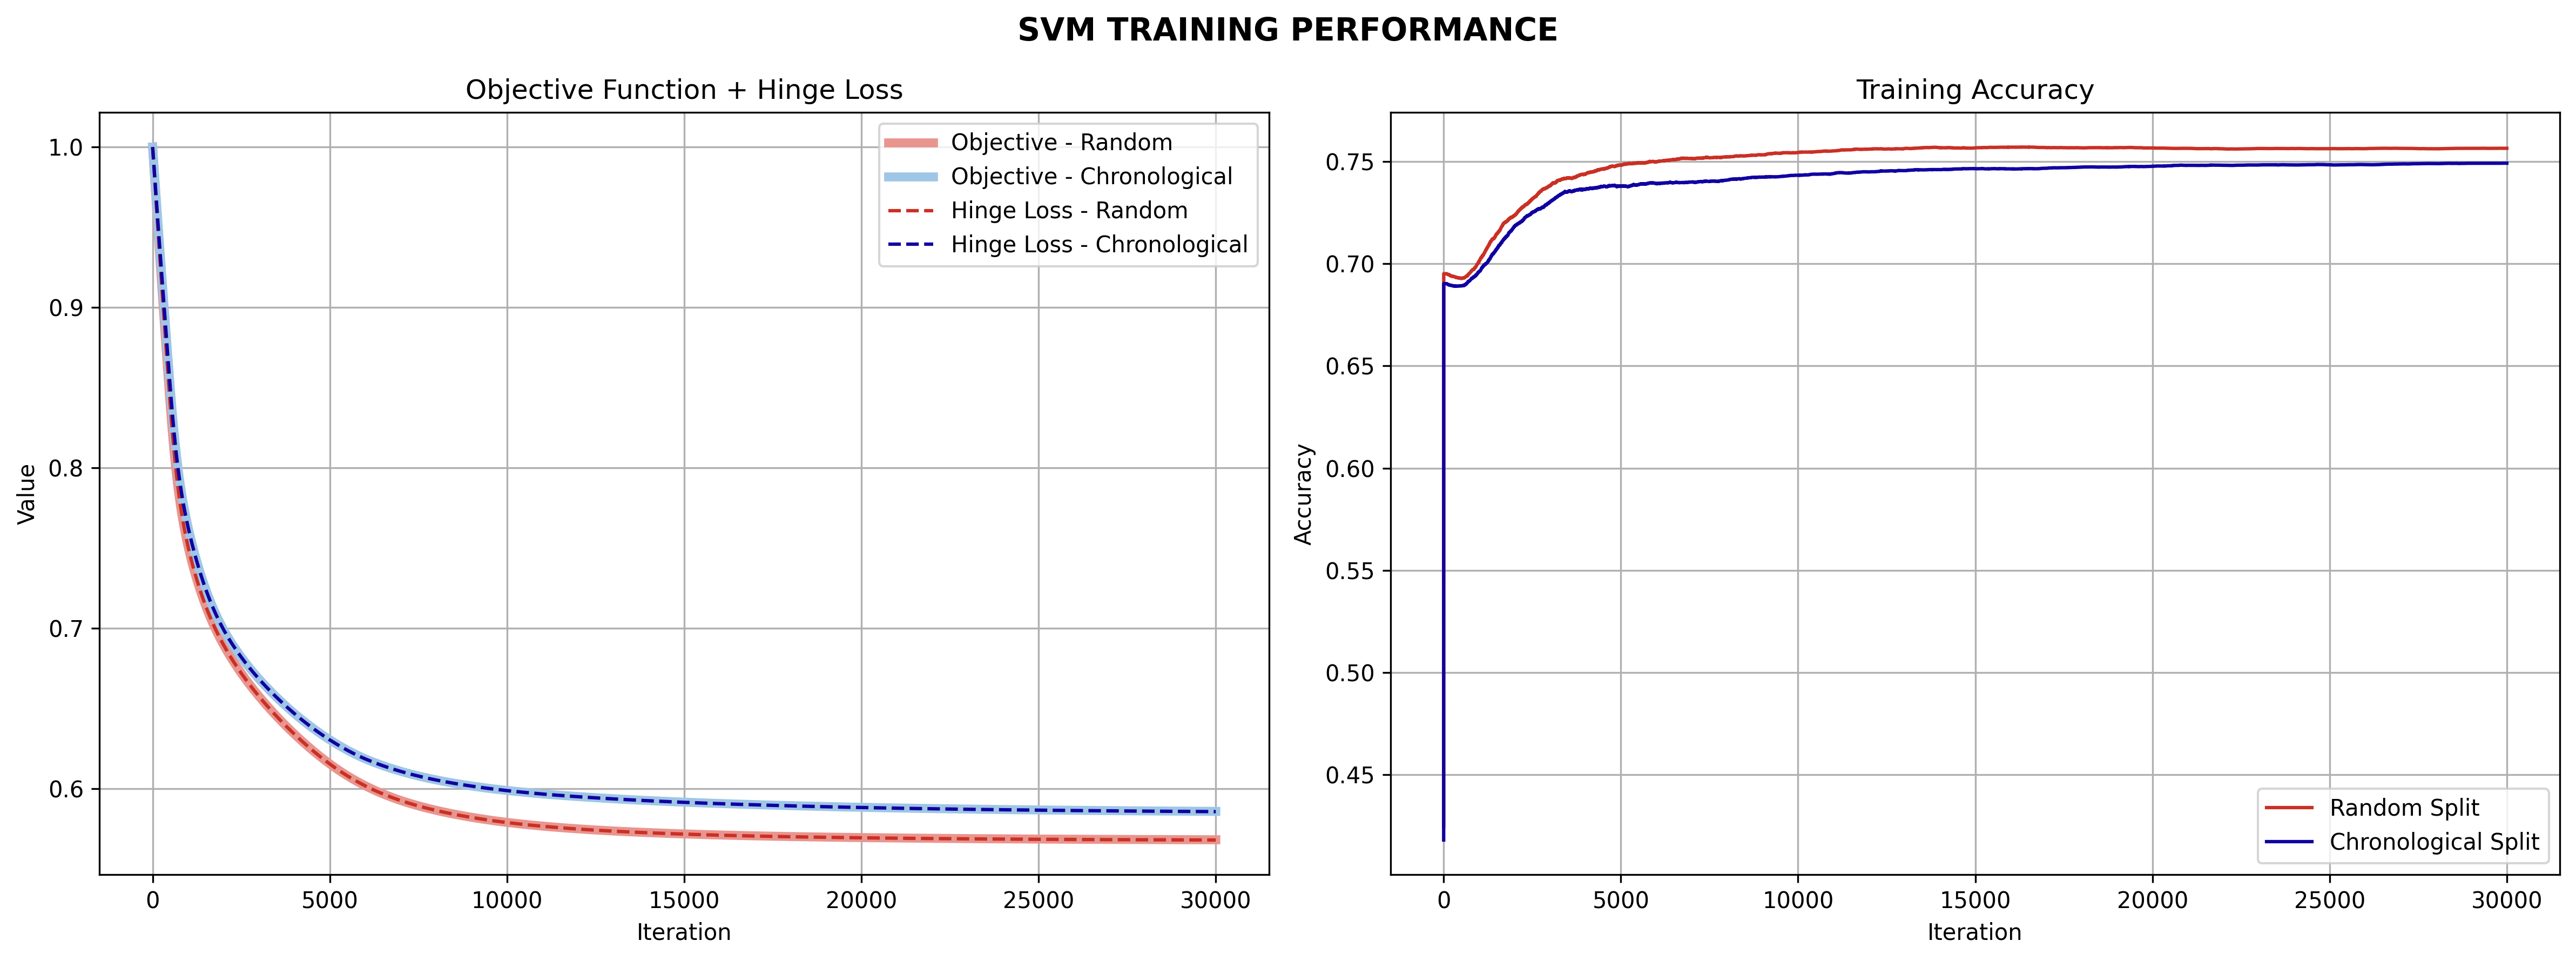 SVM TRAINING PERFORMANCE
Objective Function + Hinge Loss
Value
1.0
0.9
0.8
0.7
0.6
Objective - Random
Objective - Chronological
Hinge Loss - Random
Hinge Loss - Chronological
0 5000 10000 15000 20000 25000 30000
Iteration
Training Accuracy
Accuracy
0.75
0.70
0.65
0.60
0.55
0.50
0.45
Random Split
Chronological Split
0 5000 10000 15000 20000 25000 30000
Iteration